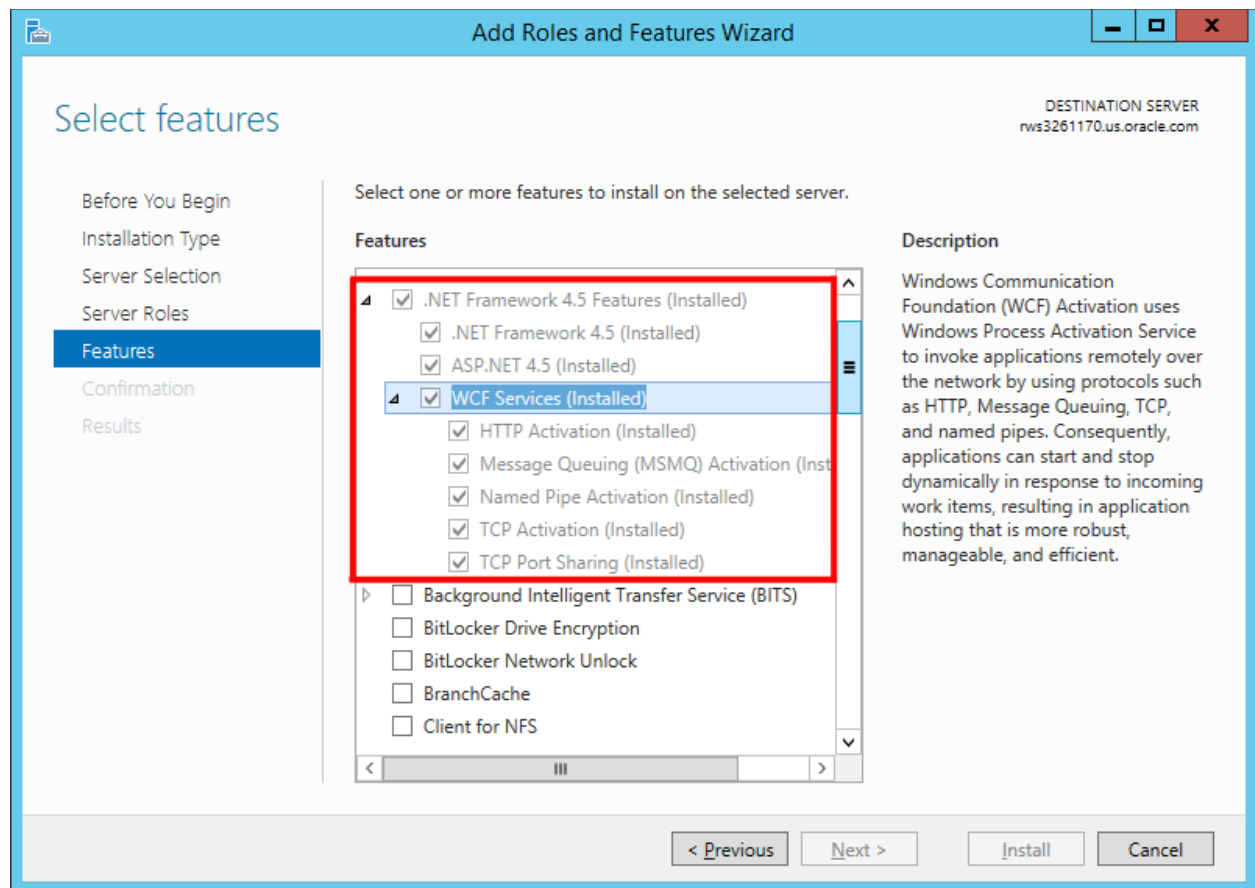 Add Roles and Features Wizard
Select features
DESTINATION SERVER
rws3261170.us.oracle.com
Before You Begin
Installation Type
Server Selection
Server Roles
Features
Confirmation
Results
Select one or more features to install on the selected server.
Features
.NET Framework 4.5 Features (Installed)
.NET Framework 4.5 (Installed)
ASP.NET 4.5 (Installed)
WCF Services (Installed)
HTTP Activation (Installed)
Message Queuing (MSMQ) Activation (Inst
Named Pipe Activation (Installed)
TCP Activation (Installed)
TCP Port Sharing (Installed)
Background Intelligent Transfer Service (BITS)
BitLocker Drive Encryption
BitLocker Network Unlock
BranchCache
Client for NFS
Description
Windows Communication
Foundation (WCF) Activation uses
Windows Process Activation Service
to invoke applications remotely over
the network by using protocols such
as HTTP, Message Queuing, TCP,
and named pipes. Consequently,
applications can start and stop
dynamically in response to incoming
work items, resulting in application
hosting that is more robust,
manageable, and efficient.
< Previous
Next >
Install
Cancel